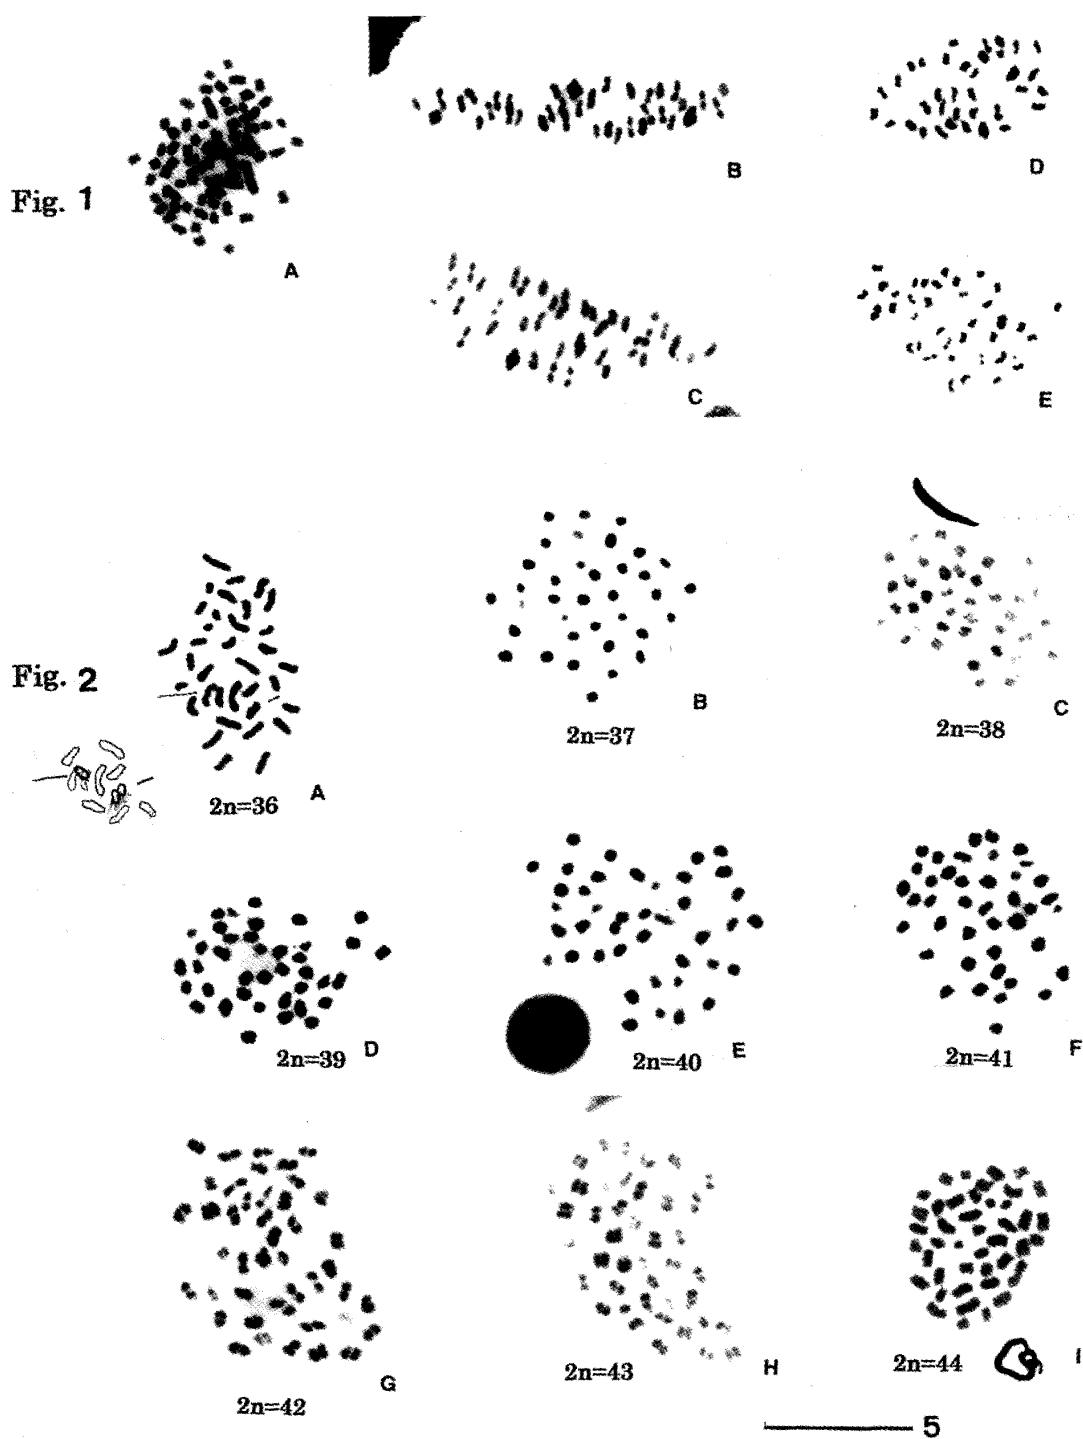 B
D
Fig. 1
A
C
E
Fig. 2
A
2n=36
B
2n=37
C
2n=38
2n=39 D
2n=40 E
2n=41 F
G
2n=42
2n=43 H
2n=44 I
5